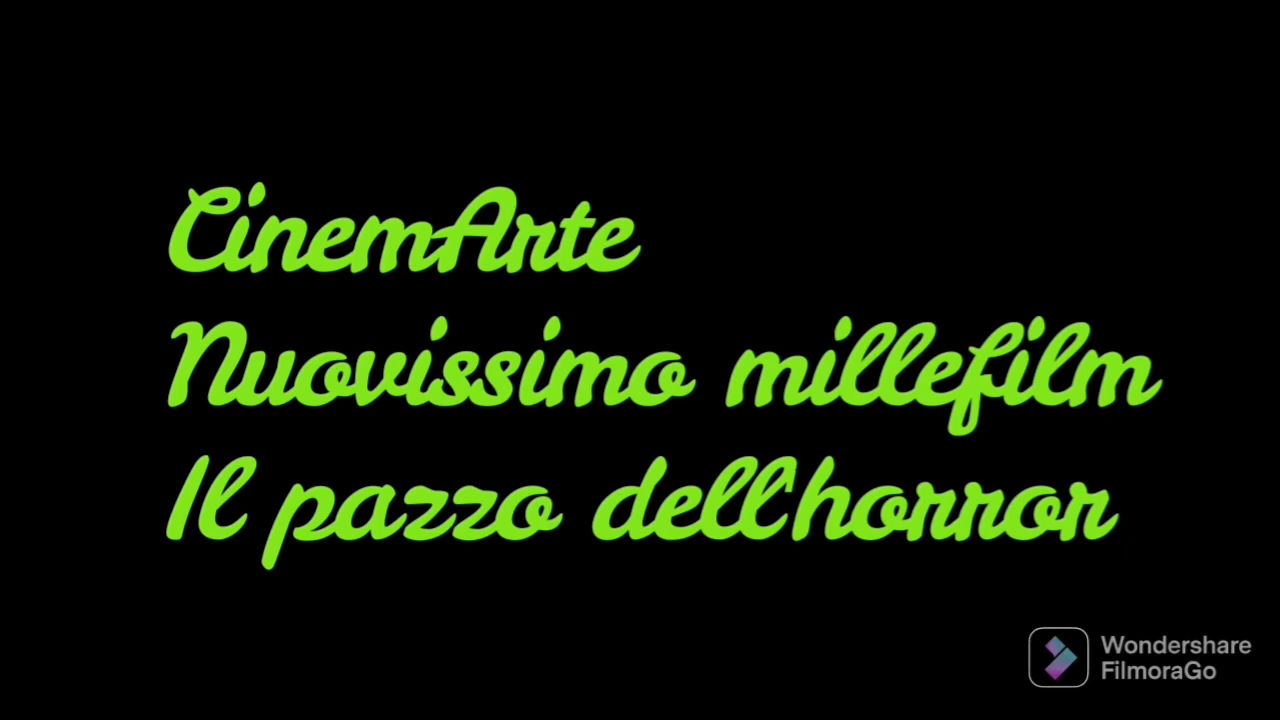 CinemArte
Nuovissimo millefilm
Il pazzo dell'horror
Wondershare
FilmoraGo